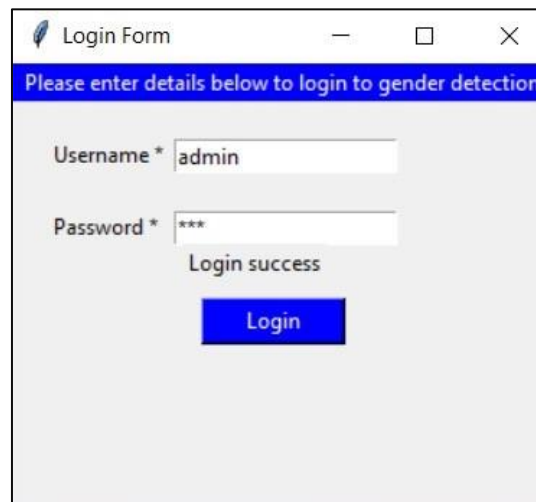 Login Form
Please enter details below to login to gender detection
Username * admin
Password * ***
Login success
Login